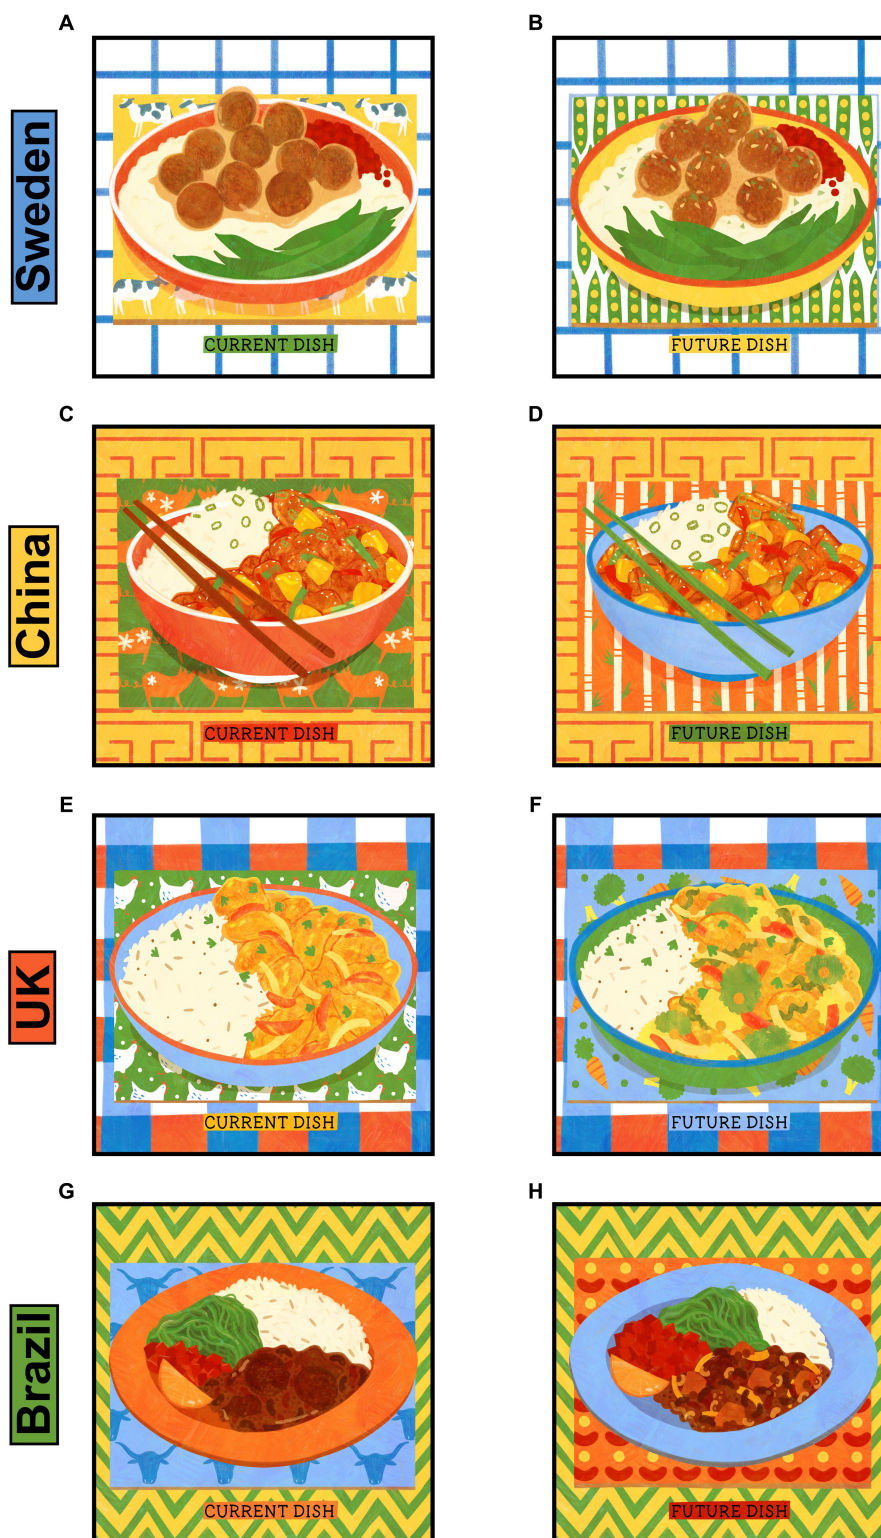 A
B
Sweden
CURRENT DISH
FUTURE DISH
C
D
China
CURRENT DISH
FUTURE DISH
E
F
UK
CURRENT DISH
FUTURE DISH
G
H
Brazil
CURRENT DISH
FUTURE DISH